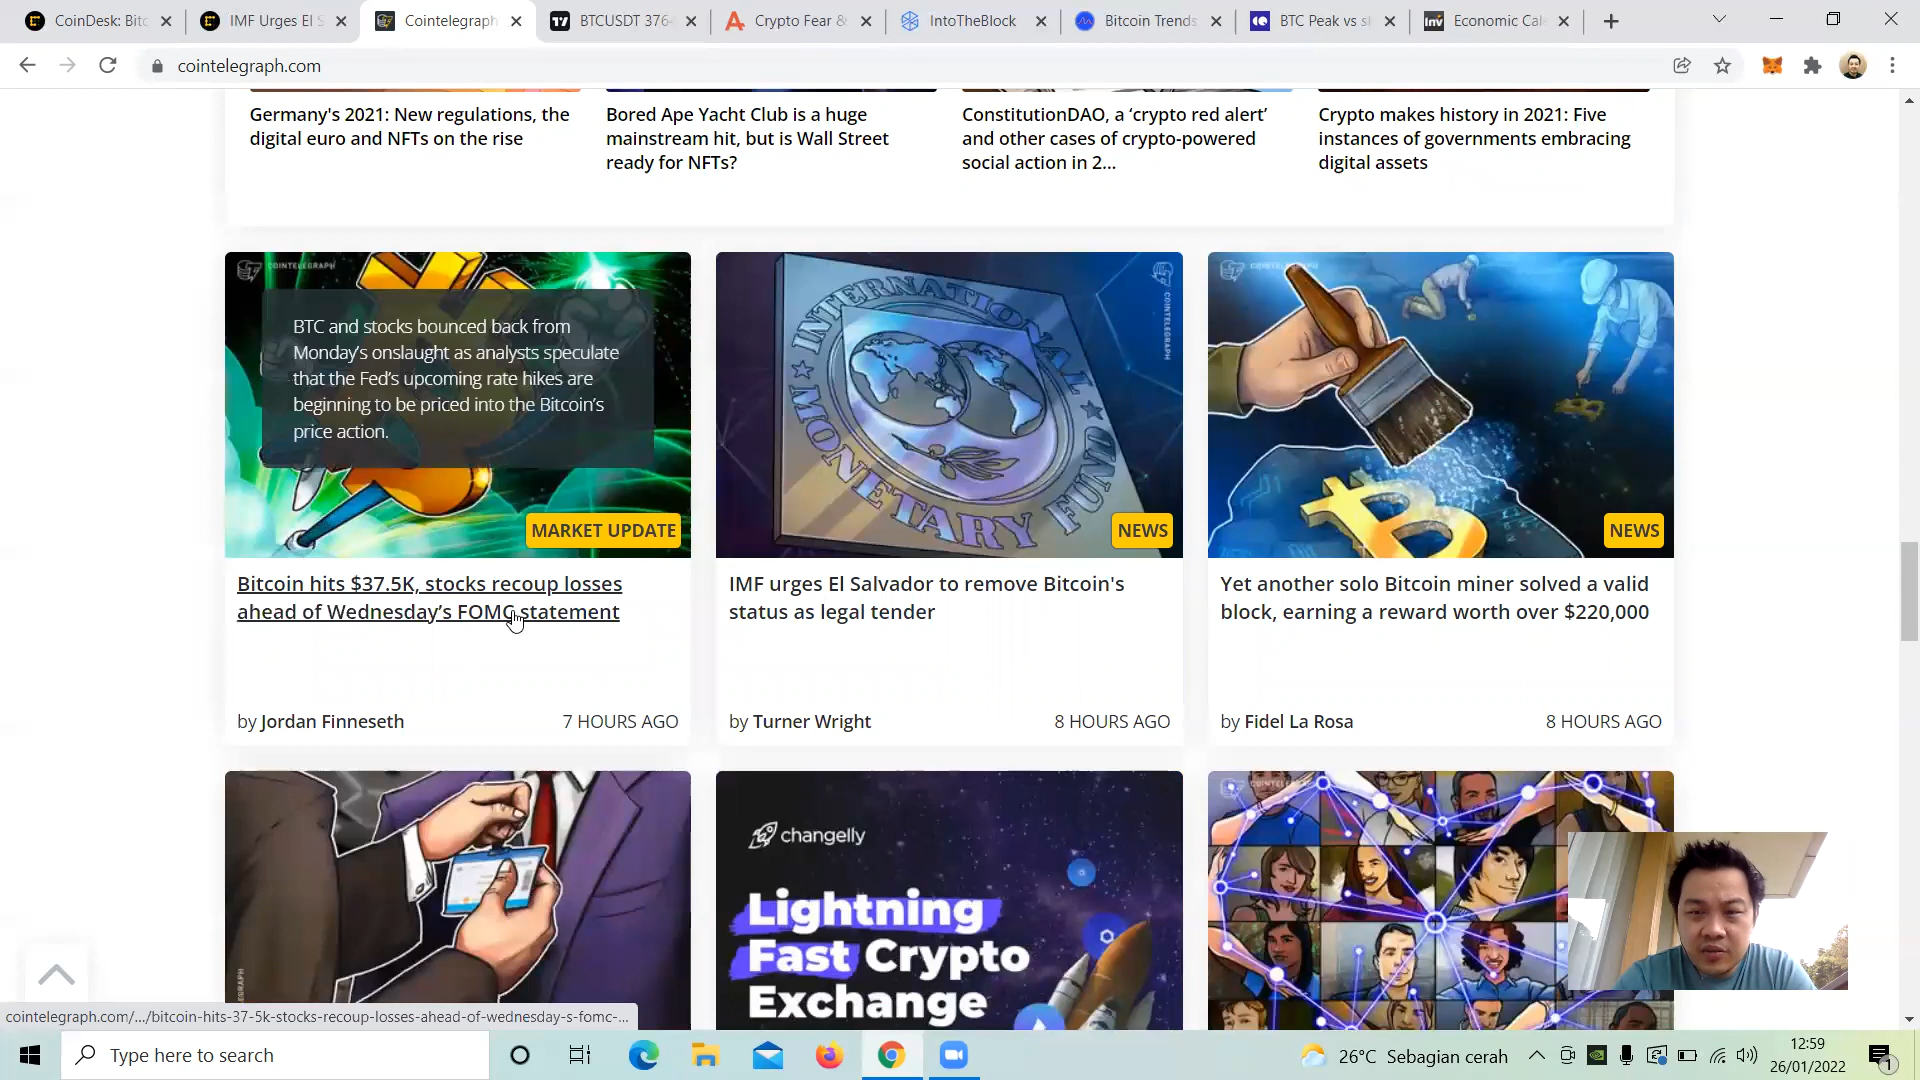 CoinDesk: Bitc
IMF Urges El S
Cointelegraph
BTCUSDT 3764
Crypto Fear &
IntoTheBlock
Bitcoin Trends
BTC Peak vs s
Economic Cale
cointelegraph.com
Germany's 2021: New regulations, the
digital euro and NFTs on the rise
Bored Ape Yacht Club is a huge
mainstream hit, but is Wall Street
ready for NFTs?
ConstitutionDAO, a ‘crypto red alert’
and other cases of crypto-powered
social action in 2...
Crypto makes history in 2021: Five
instances of governments embracing
digital assets
COINTELEGRAPH
BTC and stocks bounced back from
Monday’s onslaught as analysts speculate
that the Fed’s upcoming rate hikes are
beginning to be priced into the Bitcoin’s
price action.
MARKET UPDATE
Bitcoin hits $37.5K, stocks recoup losses
ahead of Wednesday’s FOMC statement
by Jordan Finneseth
7 HOURS AGO
COINTELEGRAPH
INTERNATIONAL
MONETARY FUND
NEWS
IMF urges El Salvador to remove Bitcoin's
status as legal tender
by Turner Wright
8 HOURS AGO
NEWS
Yet another solo Bitcoin miner solved a valid
block, earning a reward worth over $220,000
by Fidel La Rosa
8 HOURS AGO
changelly
Lightning
Fast Crypto
Exchange
cointelegraph.com/.../bitcoin-hits-37-5k-stocks-recoup-losses-ahead-of-wednesday-s-fomc-...
Type here to search
26°C Sebagian cerah
12:59
26/01/2022
1